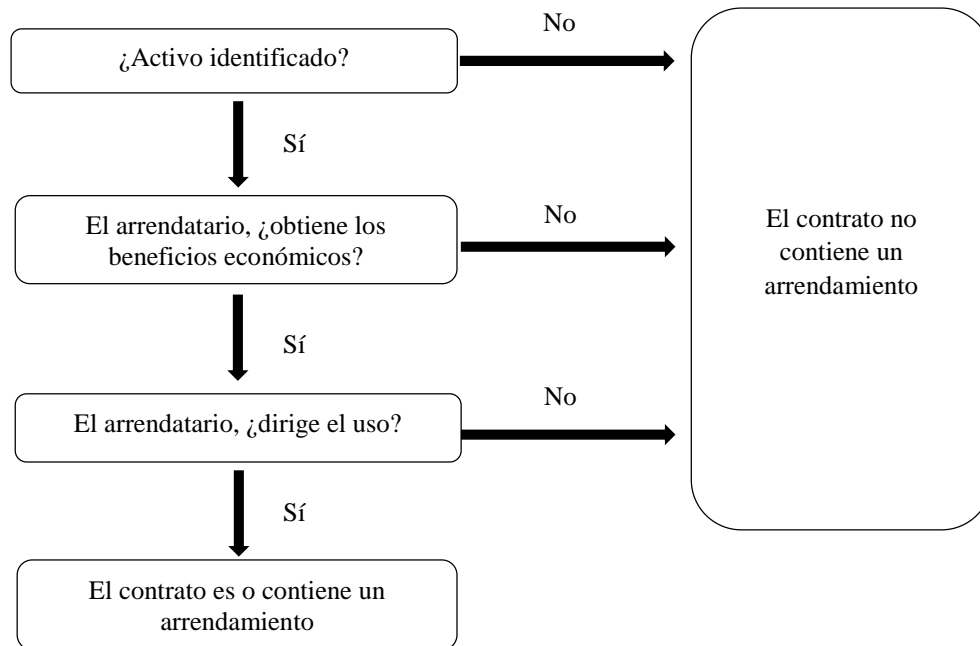 No
¿Activo identificado?
Sí
El arrendatario, ¿obtiene los
beneficios económicos?
No
El contrato no
contiene un
arrendamiento
Sí
El arrendatario, ¿dirige el uso?
No
Sí
El contrato es o contiene un
arrendamiento